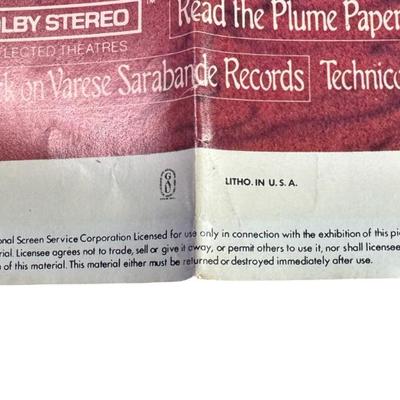 OLBY STEREO ™ Read the Plume Paper
LECTED THEATRES
k on Varese Sarabande Records Technico
LITHO. IN U.S.A.
onal Screen Service Corporation Licensed for use only in connection with the exhibition of this pi
rial. Licensee agrees not to trade, sell or give it away, or permit others to use it, nor shall licensee
n of this material. This material either must be returned or destroyed immediately after use.